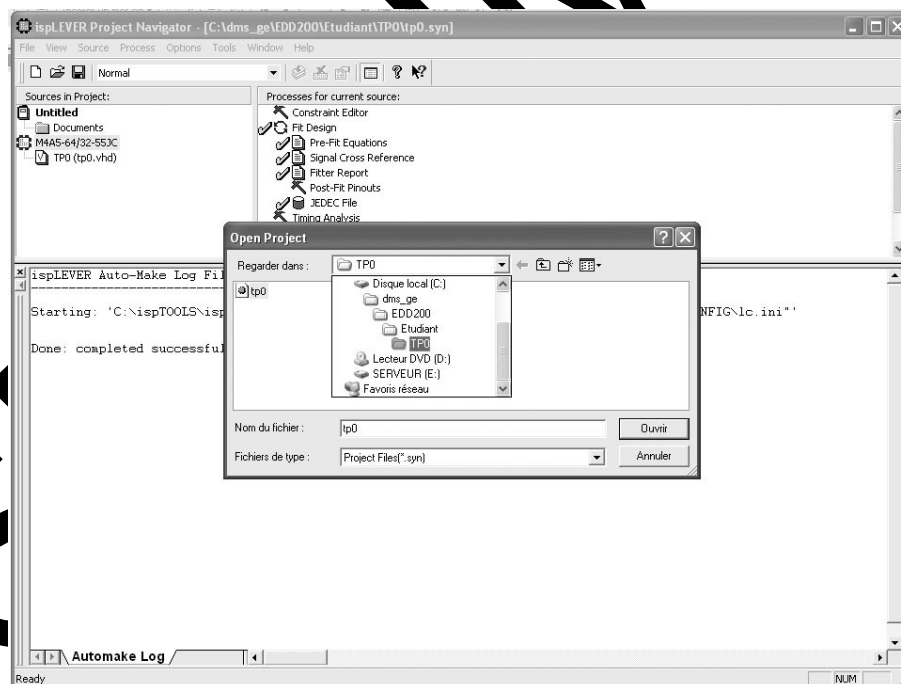 ispLEVER Project Navigator - [C:\dms_ge\EDD200\Etudiant\TP0\tp0.syn]
File View Source Process Options Tools Window Help
Normal
Sources in Project:
Untitled
Documents
M4A5-64/32-55JC
TP0 (tp0.vhd)
Processes for current source:
Constraint Editor
Fit Design
Pre-Fit Equations
Signal Cross Reference
Fitter Report
Post-Fit Pinouts
JEDEC File
Timing Analysis
Open Project
Regarder dans :
TP0
tp0
Disque local (C:)
dms_ge
EDD200
Etudiant
TP0
Lecteur DVD (D:)
SERVEUR (E:)
Favoris réseau
Nom du fichier :
tp0
Ouvrir
Fichiers de type :
Project Files(*.syn)
Annuler
ispLEVER Auto-Make Log Fil
Starting: 'C:\ispTOOLS\isp NFIG\lc.ini"'
Done: completed successful
Automake Log
Ready
NUM